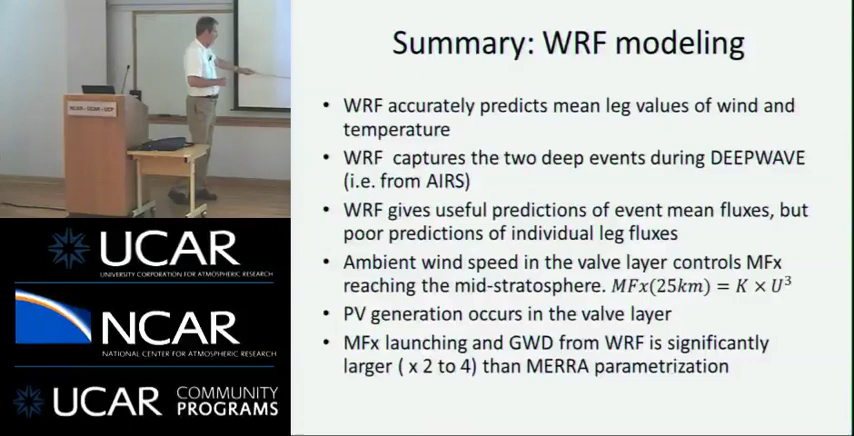 Summary: WRF modeling
• WRF accurately predicts mean leg values of wind and
temperature
• WRF captures the two deep events during DEEPWAVE
(i.e. from AIRS)
• WRF gives useful predictions of event mean fluxes, but
poor predictions of individual leg fluxes
• Ambient wind speed in the valve layer controls MFx
reaching the mid-stratosphere. MFx(25km) = K × U³
• PV generation occurs in the valve layer
• MFx launching and GWD from WRF is significantly
larger ( x 2 to 4) than MERRA parametrization
NCAR - UCAR - UCP
UCAR
UNIVERSITY CORPORATION FOR ATMOSPHERIC RESEARCH
NCAR
NATIONAL CENTER FOR ATMOSPHERIC RESEARCH
UCAR COMMUNITY
PROGRAMS